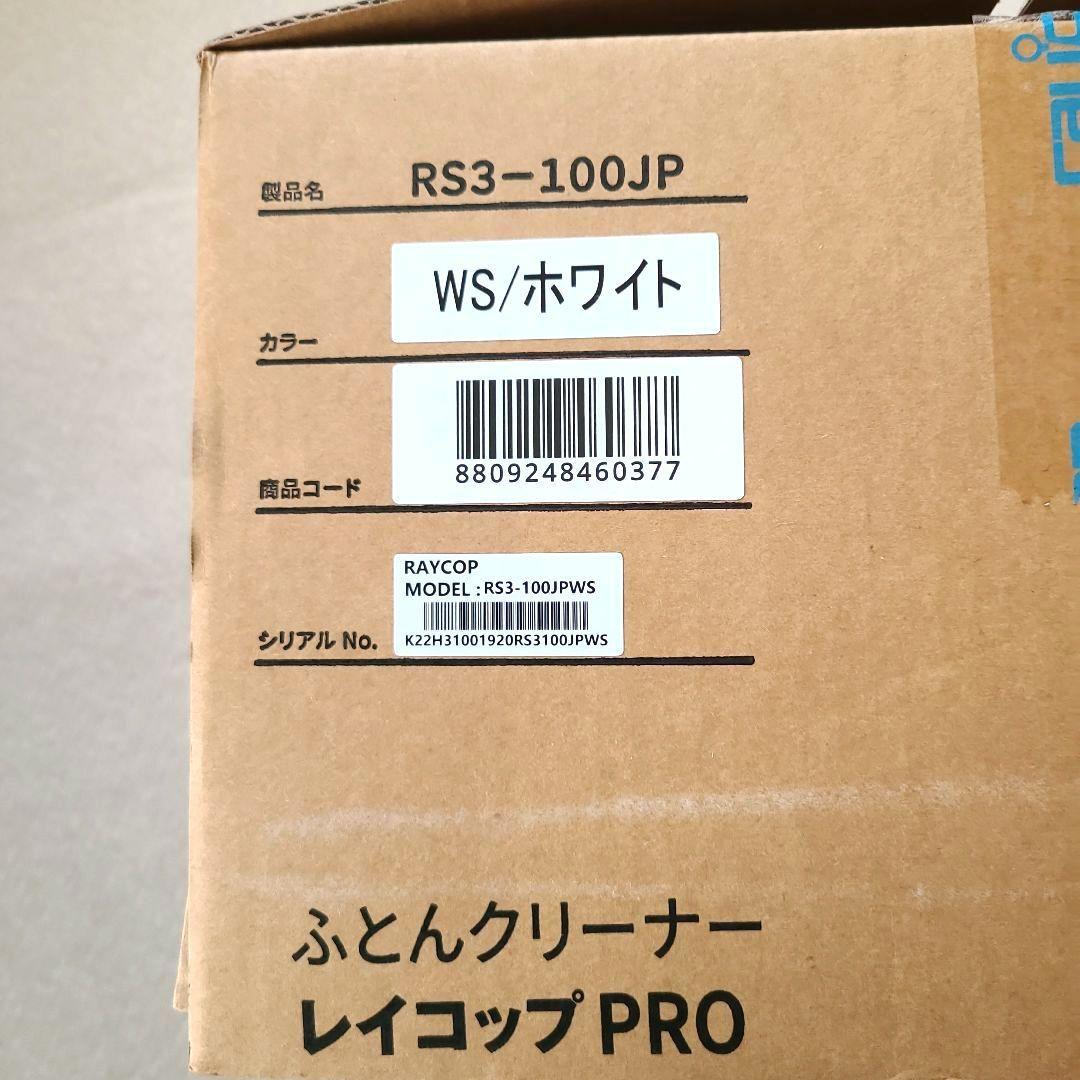 製品名 RS3-100JP
カラー WS/ホワイト
商品コード 8809248460377
RAYCOP
MODEL : RS3-100JPWS
シリアル No. K22H31001920RS3100JPWS
ふとんクリーナー
レイコップ PRO